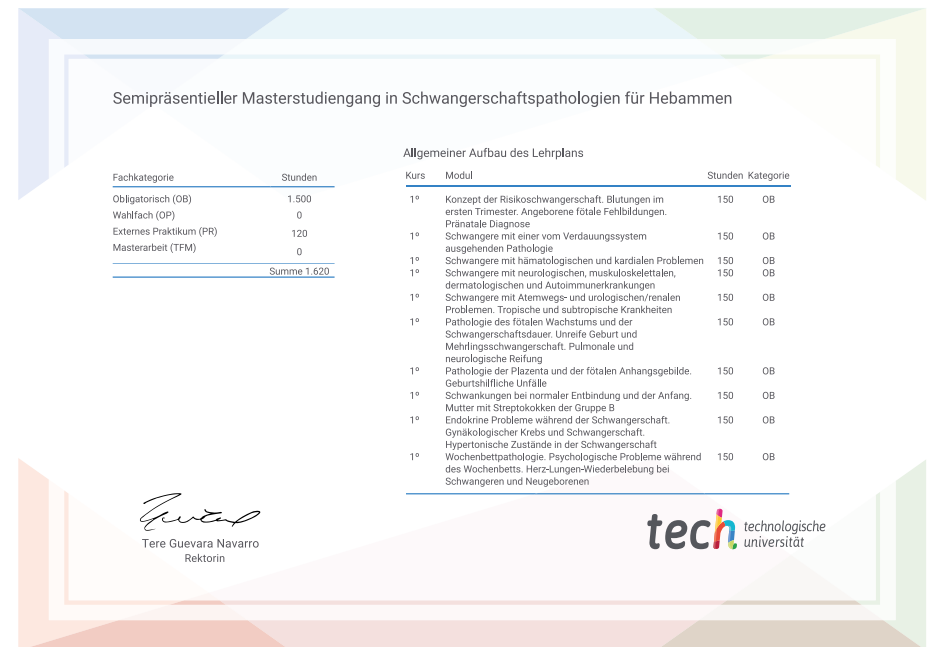 Semipräsentieller Masterstudiengang in Schwangerschaftspathologien für Hebammen
Fachkategorie Stunden
Obligatorisch (OB) 1.500
Wahlfach (OP) 0
Externes Praktikum (PR) 120
Masterarbeit (TFM) 0
Summe 1.620
Allgemeiner Aufbau des Lehrplans
Kurs Modul Stunden Kategorie
1º Konzept der Risikoschwangerschaft. Blutungen im 150 OB
ersten Trimester. Angeborene fötale Fehlbildungen.
Pränatale Diagnose
1º Schwangere mit einer vom Verdauungssystem 150 OB
ausgehenden Pathologie
1º Schwangere mit hämatologischen und kardialen Problemen 150 OB
1º Schwangere mit neurologischen, muskuloskelettalen, 150 OB
dermatologischen und Autoimmunerkrankungen
1º Schwangere mit Atemwegs- und urologischen/renalen 150 OB
Problemen. Tropische und subtropische Krankheiten
1º Pathologie des fötalen Wachstums und der 150 OB
Schwangerschaftsdauer. Unreife Geburt und
Mehrlingsschwangerschaft. Pulmonale und
neurologische Reifung
1º Pathologie der Plazenta und der fötalen Anhangsgebilde. 150 OB
Geburtshilfliche Unfälle
1º Schwankungen bei normaler Entbindung und der Anfang. 150 OB
Mutter mit Streptokokken der Gruppe B
1º Endokrine Probleme während der Schwangerschaft. 150 OB
Gynäkologischer Krebs und Schwangerschaft.
Hypertonische Zustände in der Schwangerschaft
1º Wochenbettpathologie. Psychologische Probleme während 150 OB
des Wochenbetts. Herz-Lungen-Wiederbelebung bei
Schwangeren und Neugeborenen
Tere Guevara Navarro
Rektorin
tech technologische
universität